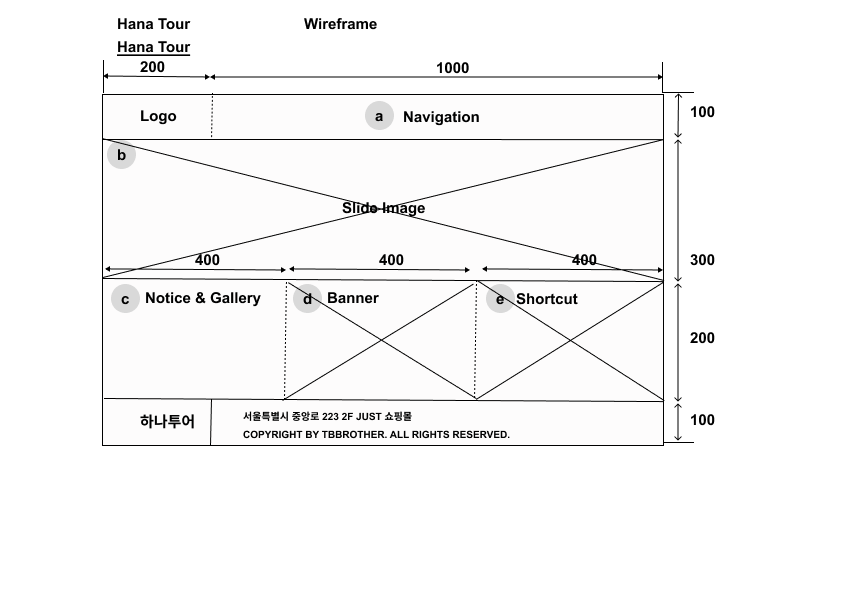 Hana Tour
Wireframe
Hana Tour
200
1000
Logo
a Navigation
100
b
Slide Image
400
400
400
300
c Notice & Gallery
d Banner
e Shortcut
200
하나투어
서울특별시 중앙로 223 2F JUST 쇼핑몰
COPYRIGHT BY TBBROTHER. ALL RIGHTS RESERVED.
100